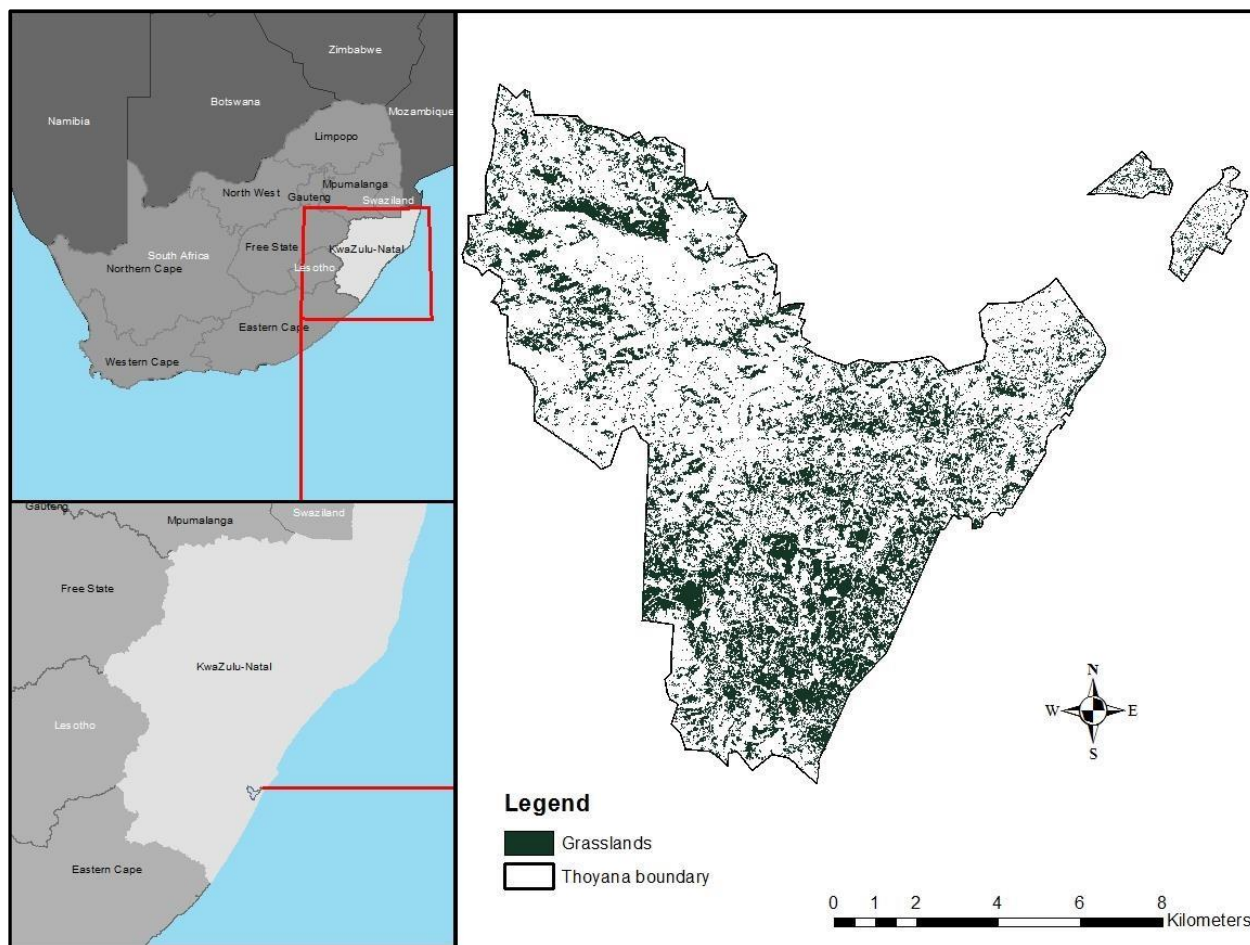 Zimbabwe
Botswana
Mozambique
Namibia
Limpopo
North West
Mpumalanga
Gauteng
Swaziland
Free State
KwaZulu-Natal
South Africa
Lesotho
Northern Cape
Eastern Cape
Western Cape
Gauteng
Mpumalanga
Swaziland
Free State
KwaZulu-Natal
Lesotho
Eastern Cape
N
W E
S
Legend
Grasslands
Thoyana boundary
0 1 2 4 6 8
Kilometers